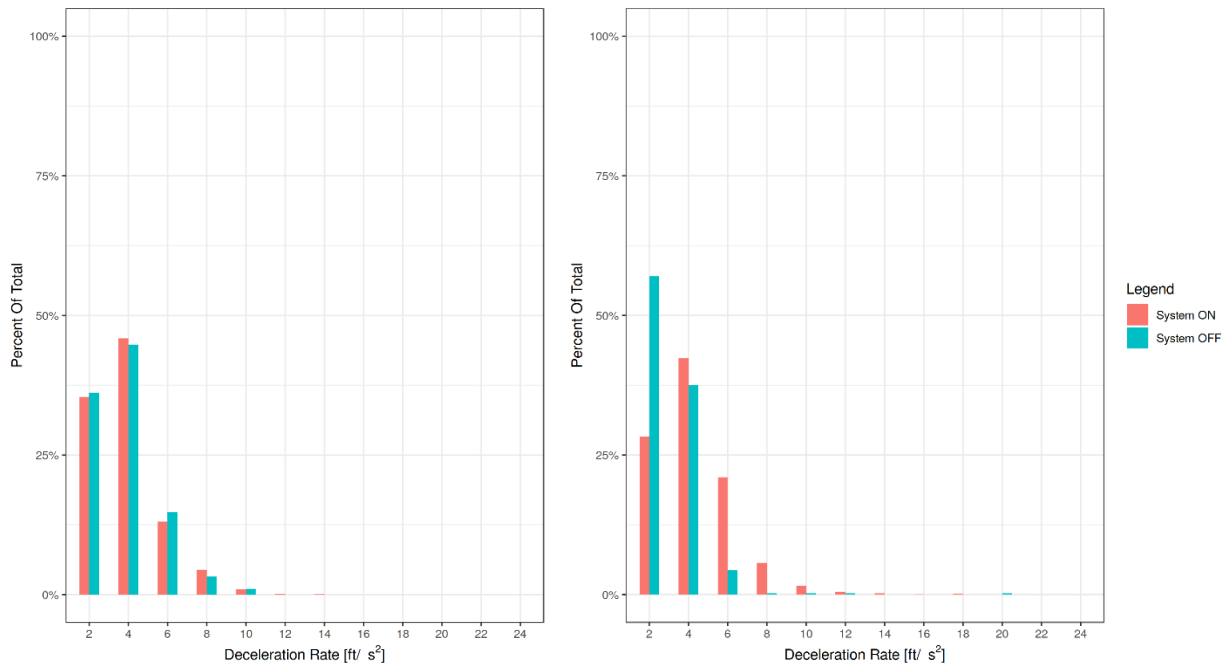 100%
75%
50%
25%
0%
Percent Of Total
2 4 6 8 10 12 14 16 18 20 22 24
Deceleration Rate [ft/ s²]
100%
75%
50%
25%
0%
Percent Of Total
2 4 6 8 10 12 14 16 18 20 22 24
Deceleration Rate [ft/ s²]
Legend
System ON
System OFF